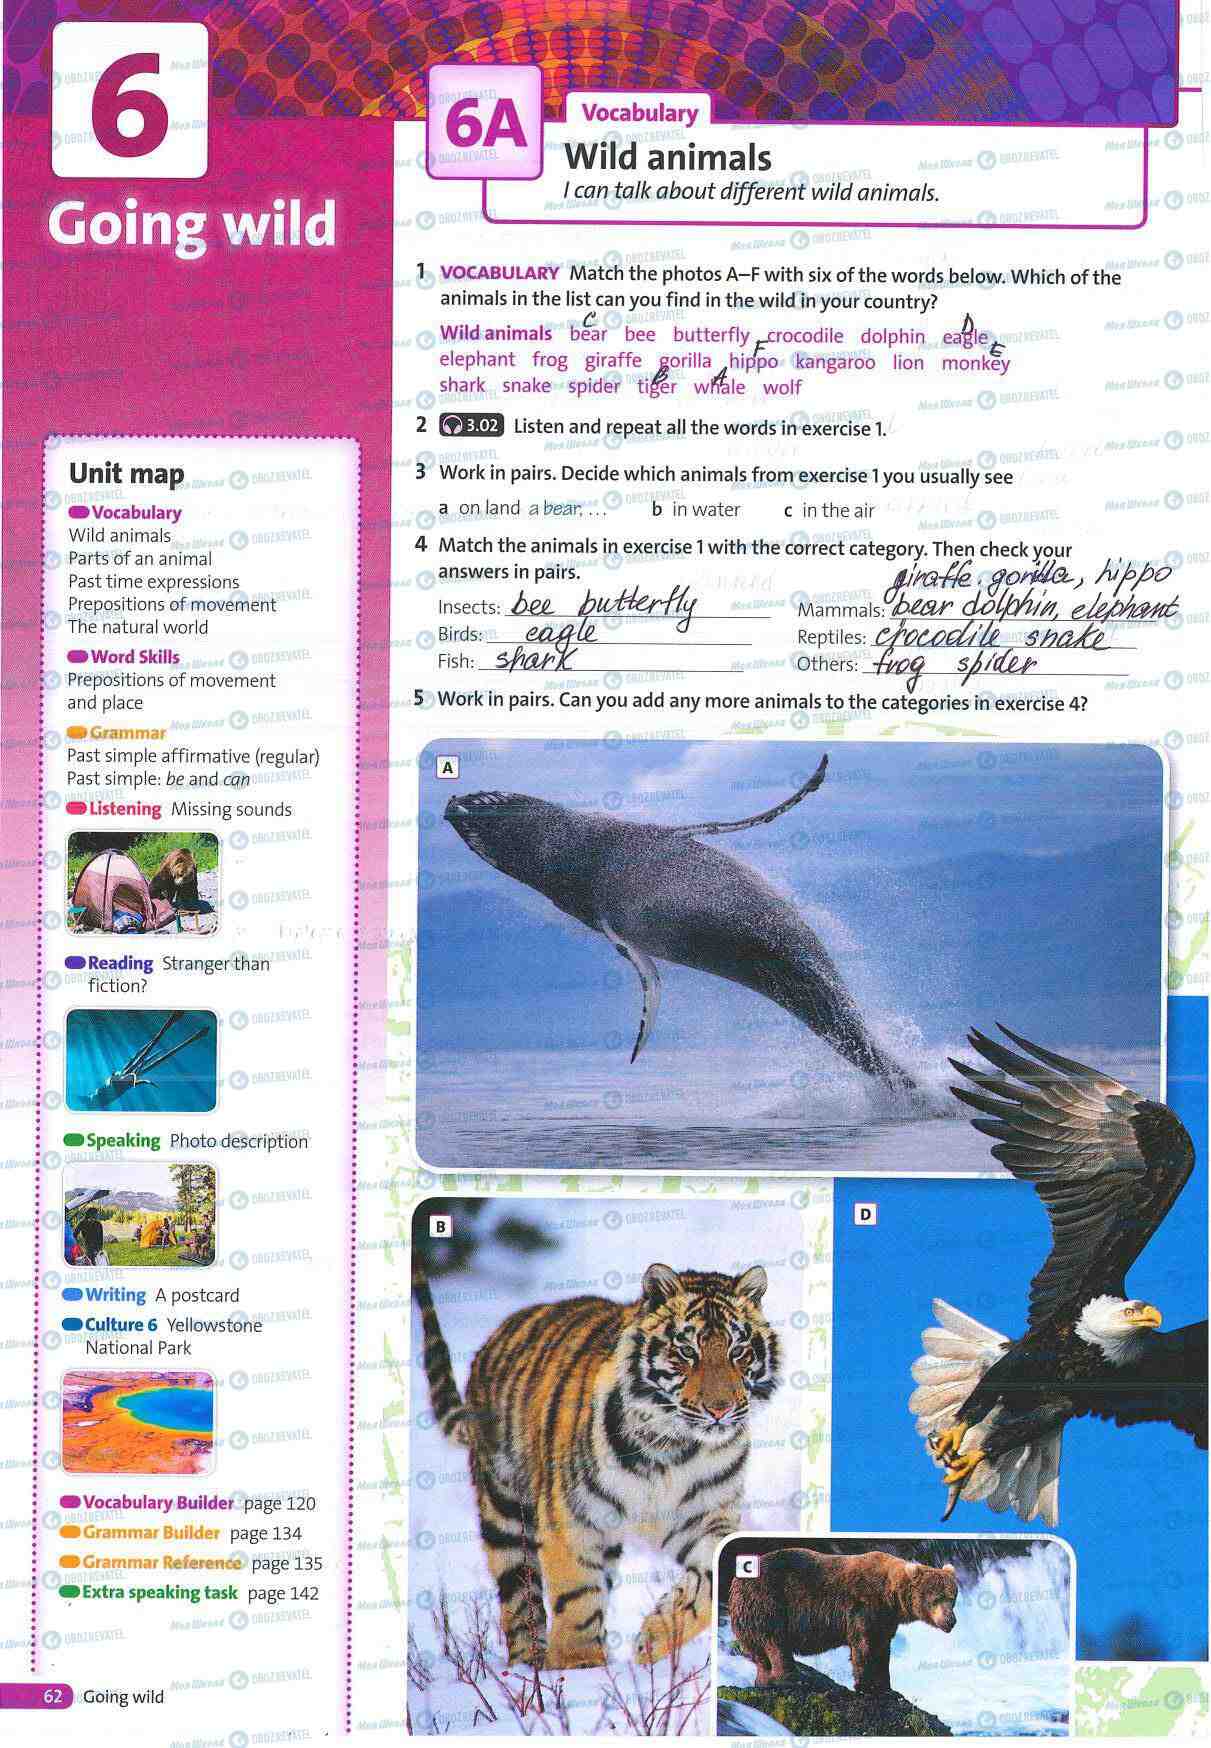 6
Going wild
6A
Vocabulary
Wild animals
I can talk about different wild animals.
1 VOCABULARY Match the photos A–F with six of the words below. Which of the
animals in the list can you find in the wild in your country?
C
D
Wild animals bear bee butterfly crocodile dolphin eagle
F
E
elephant frog giraffe gorilla hippo kangaroo lion monkey
B
A
shark snake spider tiger whale wolf
2 3.02 Listen and repeat all the words in exercise 1.
3 Work in pairs. Decide which animals from exercise 1 you usually see
a on land a bear, … b in water c in the air
4 Match the animals in exercise 1 with the correct category. Then check your
answers in pairs.
giraffe. gorilla, hippo
Insects: bee butterfly
Mammals: bear dolphin, elephant
Birds: eagle
Reptiles: crocodile snake
Fish: shark
Others: frog spider
5 Work in pairs. Can you add any more animals to the categories in exercise 4?
A
B
D
C
Unit map
Vocabulary
Wild animals
Parts of an animal
Past time expressions
Prepositions of movement
The natural world
Word Skills
Prepositions of movement
and place
Grammar
Past simple affirmative (regular)
Past simple: be and can
Listening Missing sounds
Reading Stranger than
fiction?
Speaking Photo description
Writing A postcard
Culture 6 Yellowstone
National Park
Vocabulary Builder page 120
Grammar Builder page 134
Grammar Reference page 135
Extra speaking task page 142
62 Going wild
Моя Школа OBOZREVATEL